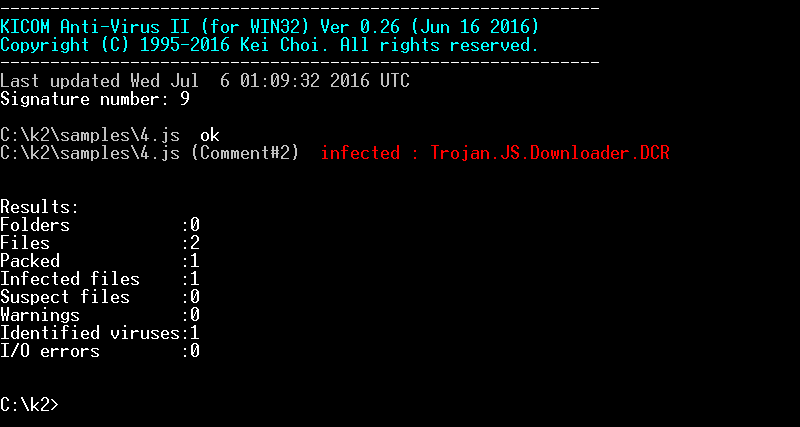 ------------------------------------------------------------
KICOM Anti-Virus II (for WIN32) Ver 0.26 (Jun 16 2016)
Copyright (C) 1995-2016 Kei Choi. All rights reserved.
------------------------------------------------------------
Last updated Wed Jul  6 01:09:32 2016 UTC
Signature number: 9
C:\k2\samples\4.js  ok
C:\k2\samples\4.js (Comment#2)  infected : Trojan.JS.Downloader.DCR
Results:
Folders           :0
Files             :2
Packed            :1
Infected files    :1
Suspect files     :0
Warnings          :0
Identified viruses:1
I/O errors        :0
C:\k2>